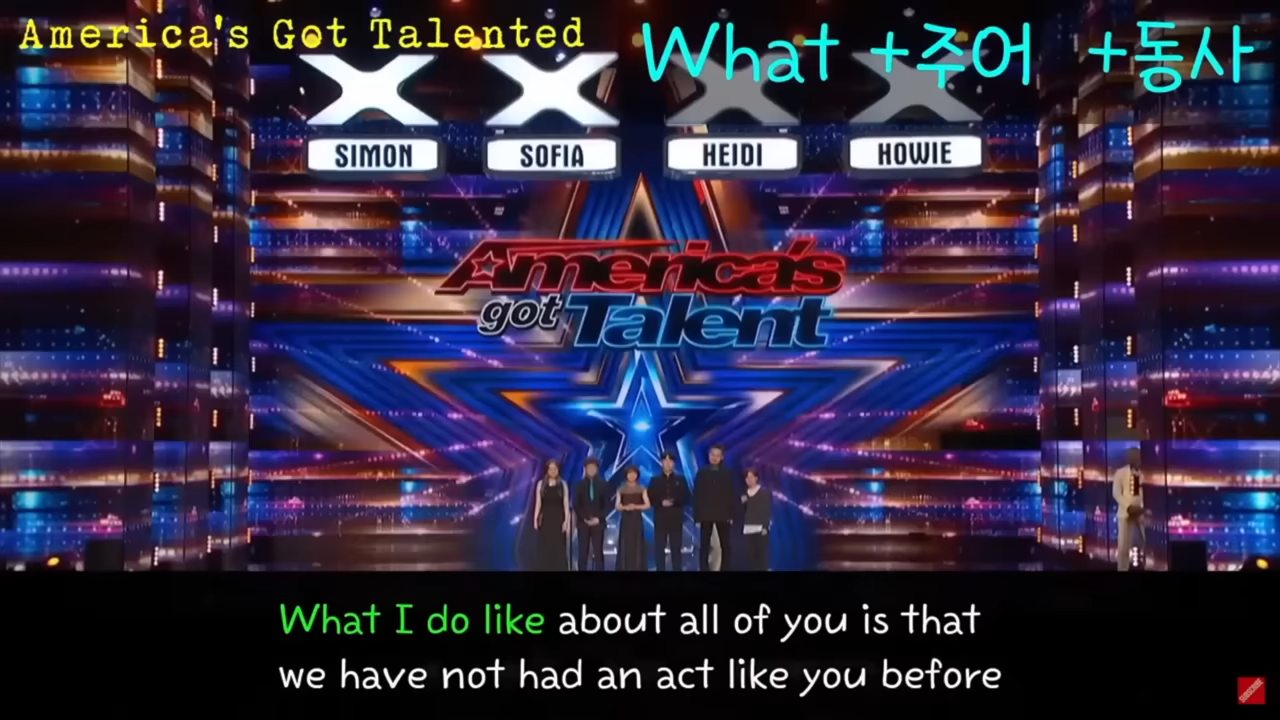 America's Got Talented
What +주어 +동사
SIMON
SOFIA
HEIDI
HOWIE
America's
got Talent
What I do like about all of you is that
we have not had an act like you before
SUBSCRIBE